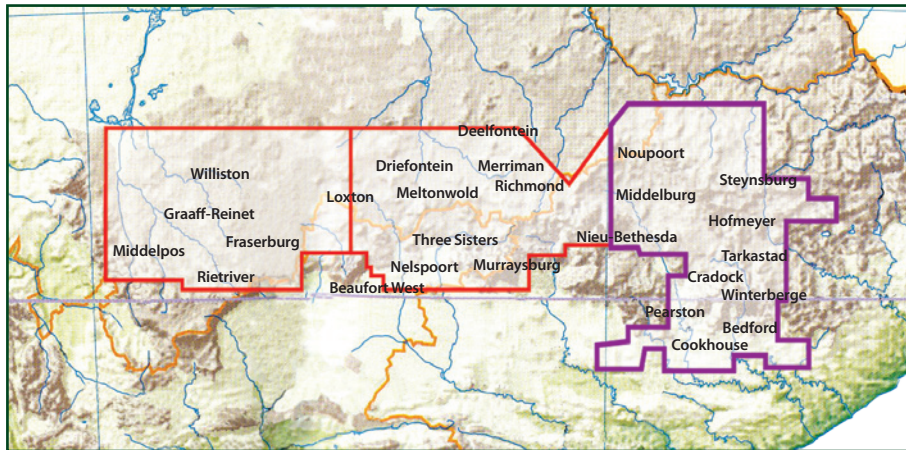 Deelfontein
Noupoort
Driefontein
Merriman
Williston
Richmond
Steynsburg
Loxton
Meltonwold
Middelburg
Graaff-Reinet
Hofmeyer
Fraserburg
Three Sisters
Nieu-Bethesda
Middelpos
Tarkastad
Nelspoort
Murraysburg
Rietriver
Cradock
Beaufort West
Winterberge
Pearston
Bedford
Cookhouse